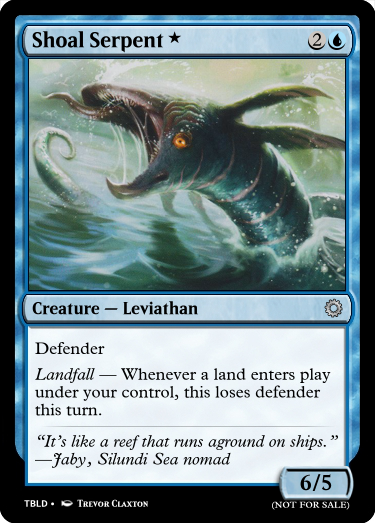 Shoal Serpent ★ 2
Creature — Leviathan
Defender
Landfall — Whenever a land enters play
under your control, this loses defender
this turn.
“It’s like a reef that runs aground on ships.”
—Jaby, Silundi Sea nomad
6/5
TBLD • Trevor Claxton
(NOT FOR SALE)